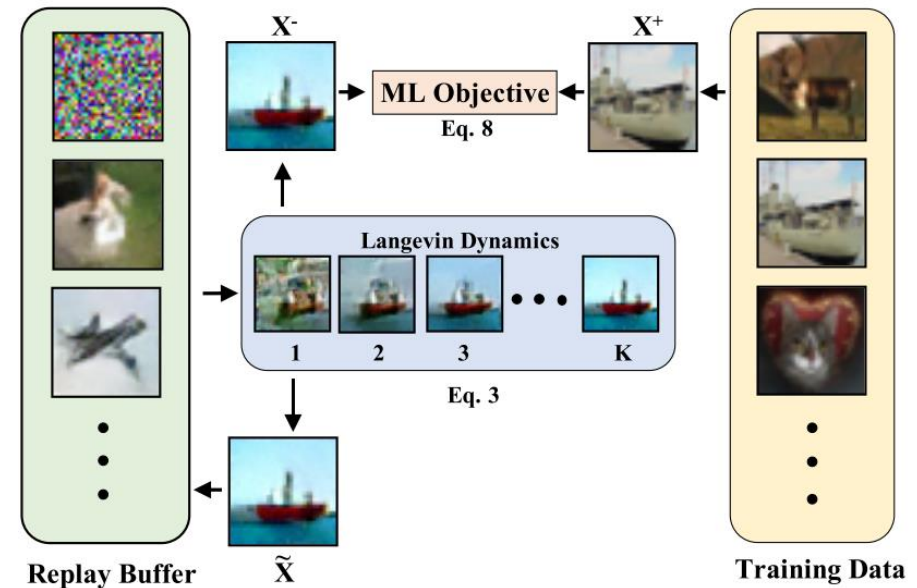 X⁻
X⁺
ML Objective
Eq. 8
Langevin Dynamics
1 2 3 K
Eq. 3
X̃
Replay Buffer
Training Data